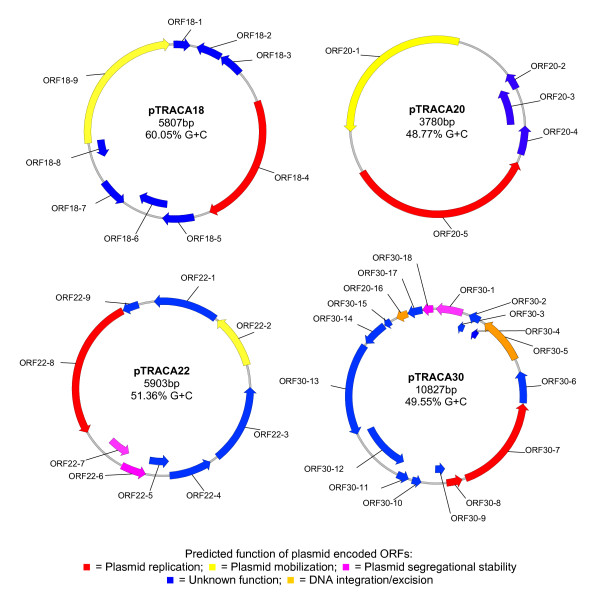 ORF18-1
ORF18-2
ORF18-3
ORF18-9
pTRACA18
5807bp
60.05% G+C
ORF18-8
ORF18-4
ORF18-7
ORF18-6
ORF18-5
ORF20-1
ORF20-2
ORF20-3
pTRACA20
3780bp
48.77% G+C
ORF20-4
ORF20-5
ORF22-1
ORF22-9
ORF22-2
ORF22-8
pTRACA22
5903bp
51.36% G+C
ORF22-3
ORF22-7
ORF22-6
ORF22-5
ORF22-4
ORF30-18
ORF30-17
ORF20-16
ORF30-15
ORF30-14
ORF30-1
ORF30-2
ORF30-3
ORF30-4
ORF30-5
ORF30-13
pTRACA30
10827bp
49.55% G+C
ORF30-6
ORF30-7
ORF30-12
ORF30-11
ORF30-10
ORF30-8
ORF30-9
Predicted function of plasmid encoded ORFs:
= Plasmid replication; = Plasmid mobilization; = Plasmid segregational stability
= Unknown function; = DNA integration/excision